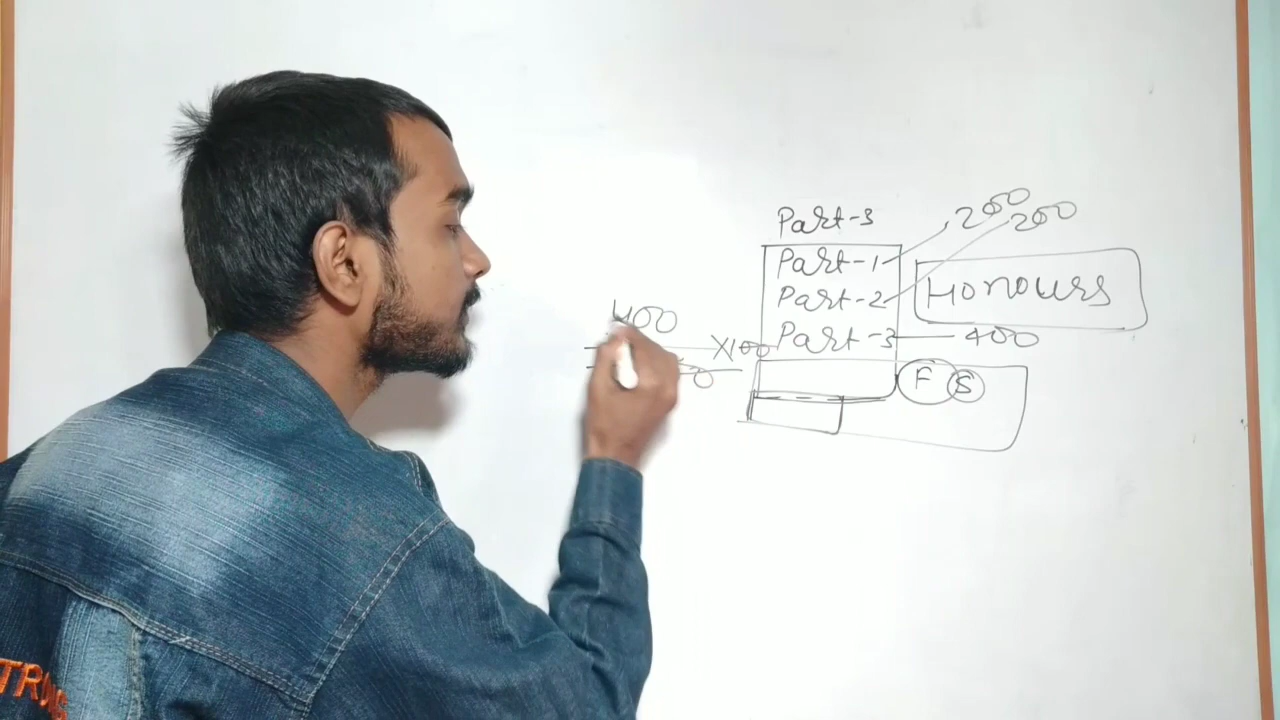 Part-3
Part-1 200
Part-2 200
Honours
Part-3 400
400
X100
F S